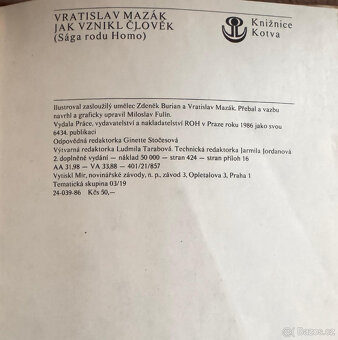 VRATISLAV MAZÁK
JAK VZNIKL ČLOVĚK
(Sága rodu Homo)
Knižnice
Kotva
Ilustroval zasloužilý umělec Zdeněk Burian a Vratislav Mazák. Přebal a vazbu
navrhl a graficky upravil Miloslav Fulín.
Vydala Práce, vydavatelství a nakladatelství ROH v Praze roku 1986 jako svou
6434. publikaci
Odpovědná redaktorka Ginette Stočesová
Výtvarná redaktorka Ludmila Tarabová. Technická redaktorka Jarmila Jordanová
2. doplněné vydání — náklad 50 000 — stran 424 — stran příloh 16
AA 31,98 — VA 33,88 — 401/21/857
Vytiskl Mír, novinářské závody, n. p., závod 3, Opletalova 3, Praha 1
Tematická skupina 03/19
24-039-86 Kčs 50,—
Sbazar.cz